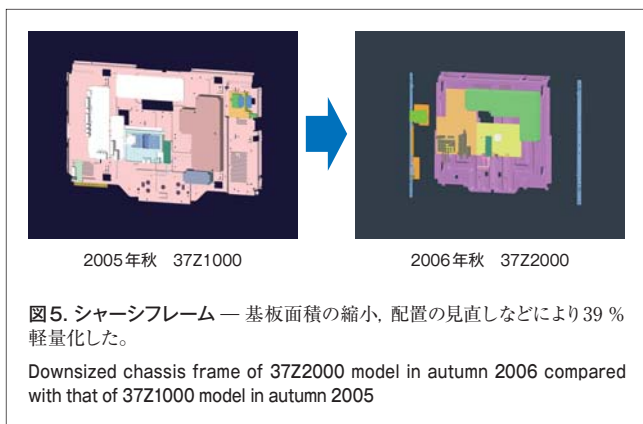 2005年秋 37Z1000
2006年秋 37Z2000
図5. シャーシフレーム — 基板面積の縮小, 配置の見直しなどにより39 %
軽量化した。
Downsized chassis frame of 37Z2000 model in autumn 2006 compared
with that of 37Z1000 model in autumn 2005